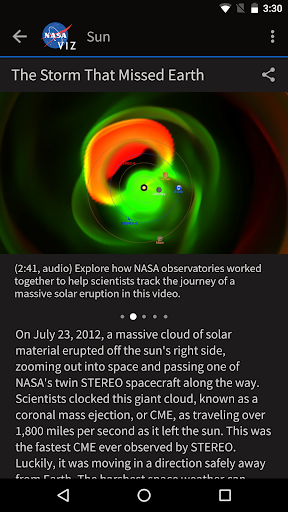 3:30
NASA
VIZ
Sun
The Storm That Missed Earth
(2:41, audio) Explore how NASA observatories worked
together to help scientists track the journey of a
massive solar eruption in this video.
On July 23, 2012, a massive cloud of solar
material erupted off the sun's right side,
zooming out into space and passing one of
NASA's twin STEREO spacecraft along the way.
Scientists clocked this giant cloud, known as a
coronal mass ejection, or CME, as traveling over
1,800 miles per second as it left the sun. This was
the fastest CME ever observed by STEREO.
Luckily, it was moving in a direction safely away
from Earth. The harshest space weather can